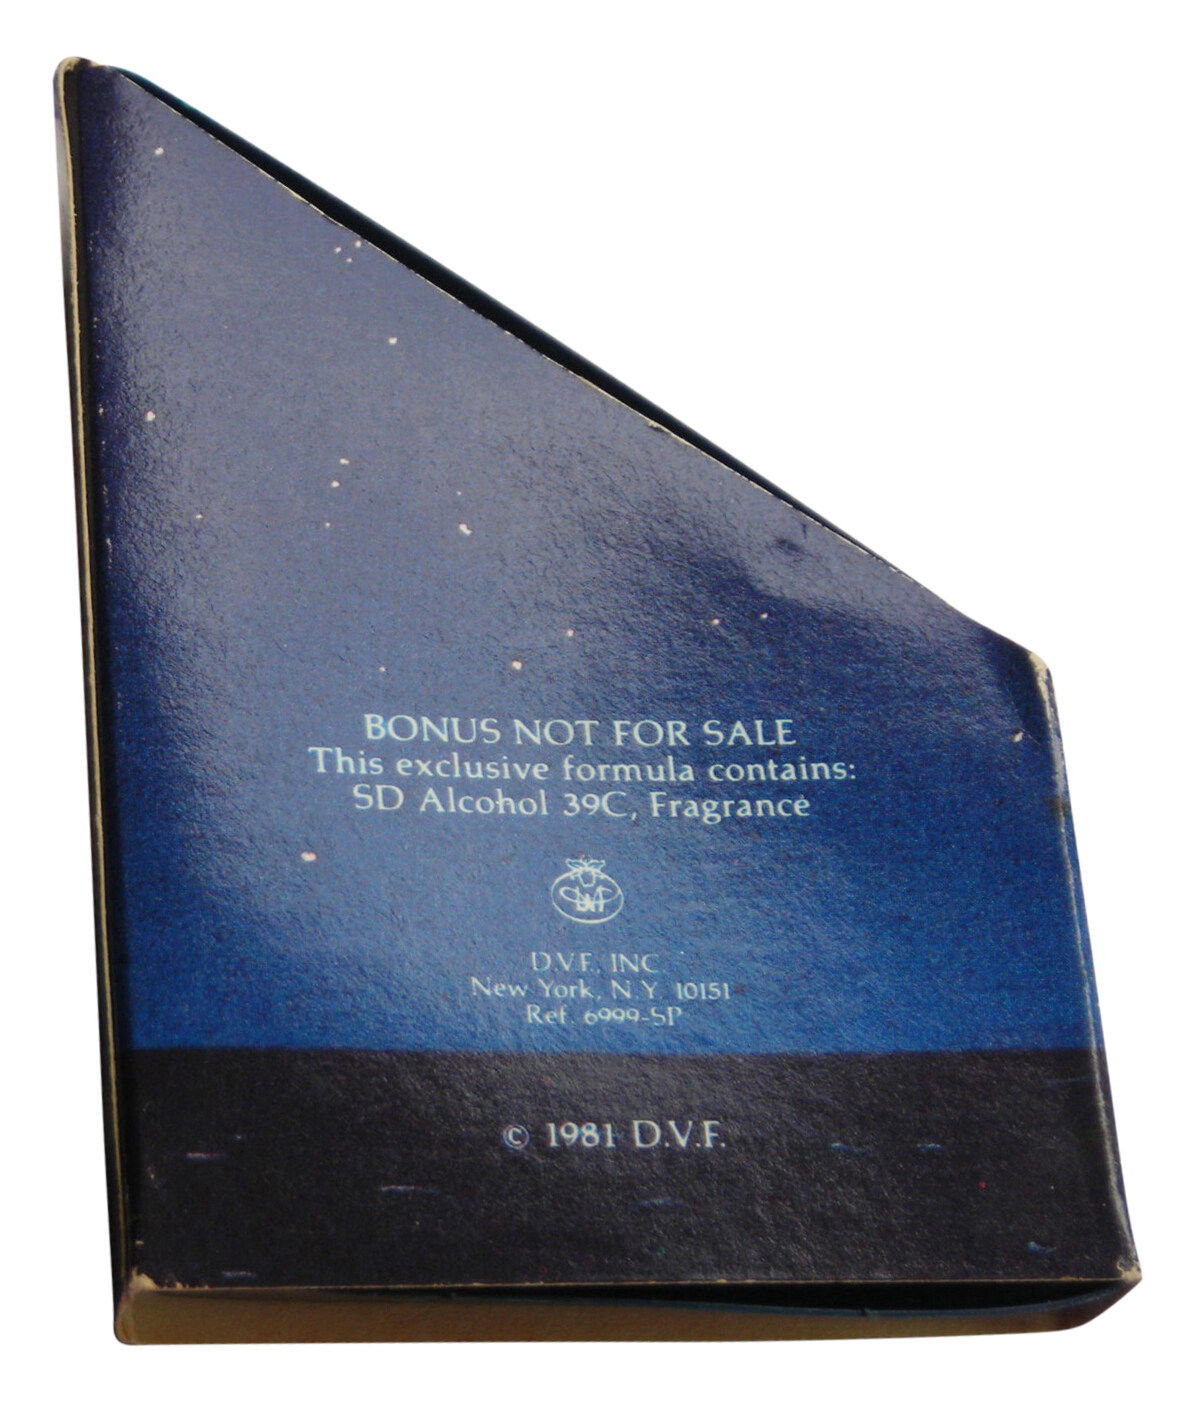 BONUS NOT FOR SALE
This exclusive formula contains:
SD Alcohol 39C, Fragrance
DVF
D.V.F., INC.
New York, N.Y. 10151
Ref. 6999-SP
© 1981 D.V.F.